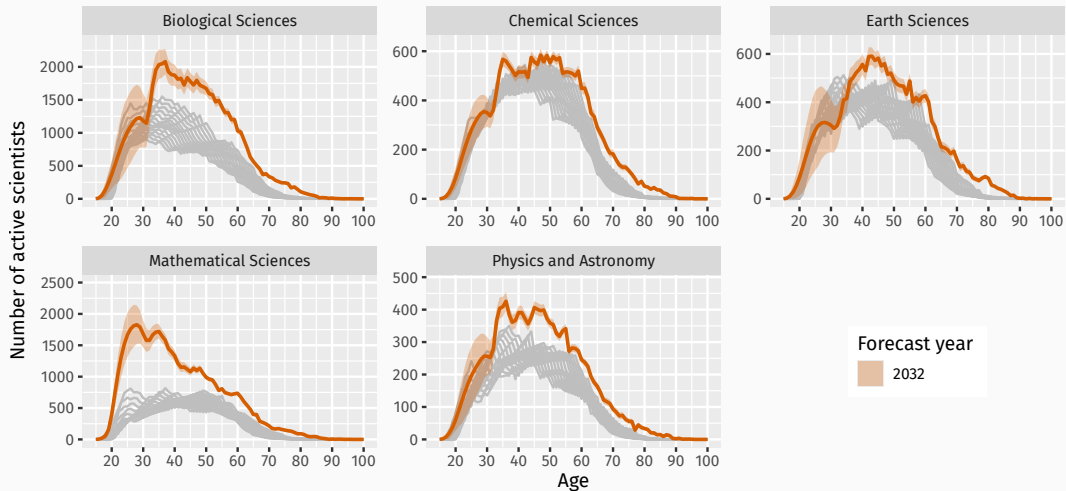 Biological Sciences
Chemical Sciences
Earth Sciences
Number of active scientists
2000
1500
1000
500
0
20 30 40 50 60 70 80 90 100
600
400
200
0
20 30 40 50 60 70 80 90 100
600
400
200
0
20 30 40 50 60 70 80 90 100
Mathematical Sciences
Physics and Astronomy
2500
2000
1500
1000
500
0
20 30 40 50 60 70 80 90 100
500
400
300
200
100
0
20 30 40 50 60 70 80 90 100
Age
Forecast year
2032